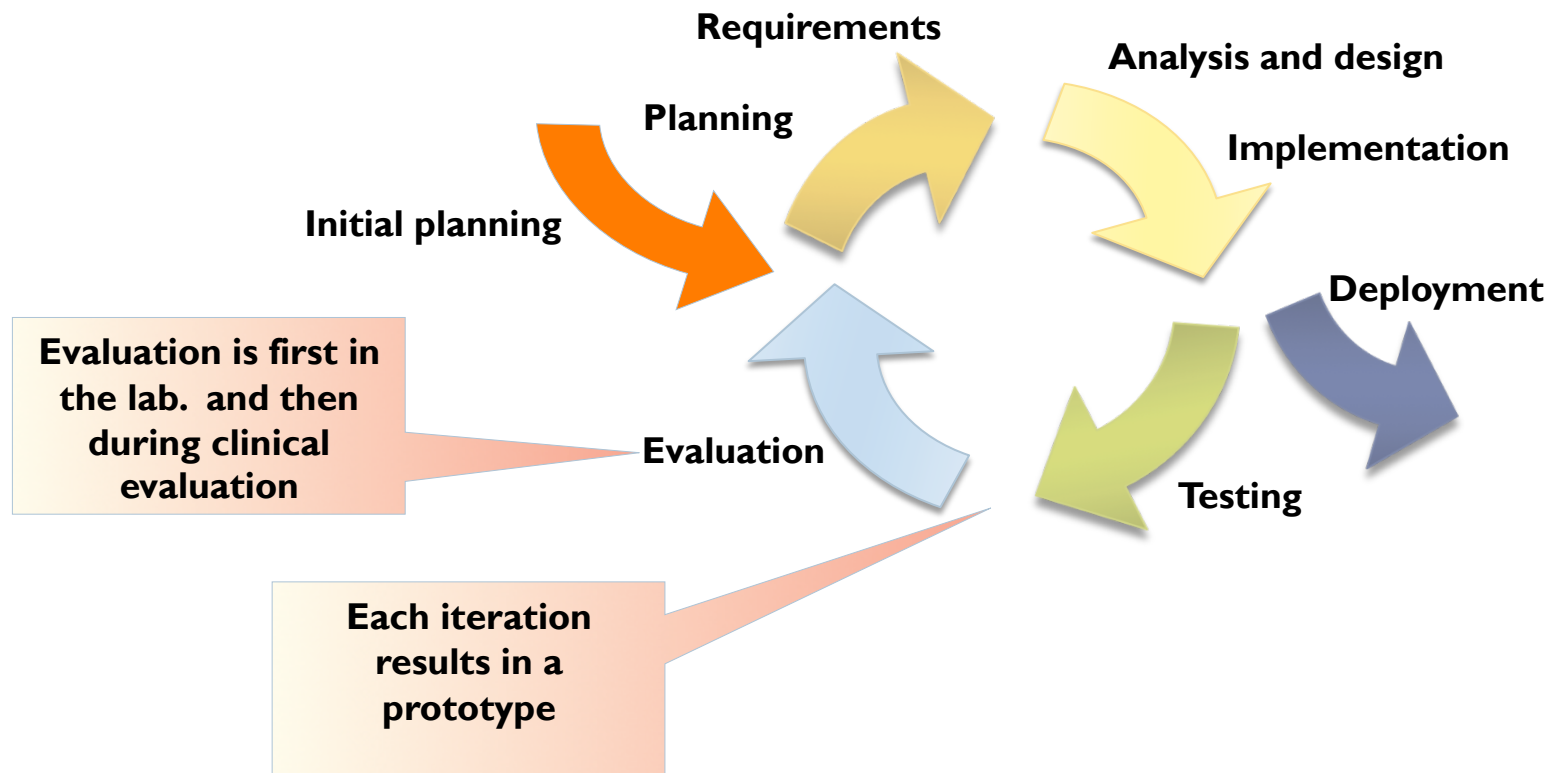 Requirements
Analysis and design
Planning
Implementation
Initial planning
Deployment
Evaluation is first in
the lab.  and then
during clinical
evaluation
Evaluation
Testing
Each iteration
results in a
prototype